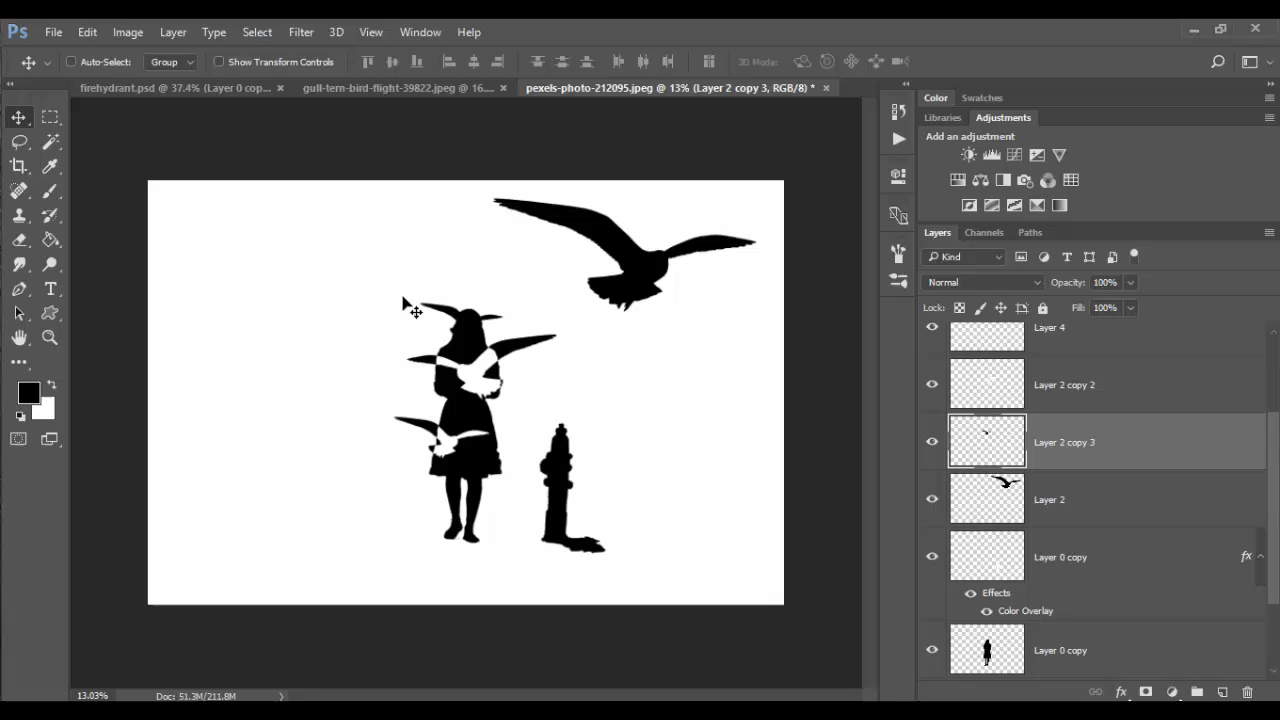 Ps File Edit Image Layer Type Select Filter 3D View Window Help
Auto-Select: Group Show Transform Controls 3D Mode:
firehydrant.psd @ 37.4% (Layer 0 cop... × gull-tern-bird-flight-39822.jpeg @ 16.... × pexels-photo-212095.jpeg @ 13% (Layer 2 copy 3, RGB/8) * ×
Color Swatches
Libraries Adjustments
Add an adjustment
Layers Channels Paths
Kind
Normal Opacity: 100%
Lock: Fill: 100%
Layer 4
Layer 2 copy 2
Layer 2 copy 3
Layer 2
Layer 0 copy fx
Effects
Color Overlay
Layer 0 copy
13.03% Doc: 51.3M/211.8M
fx